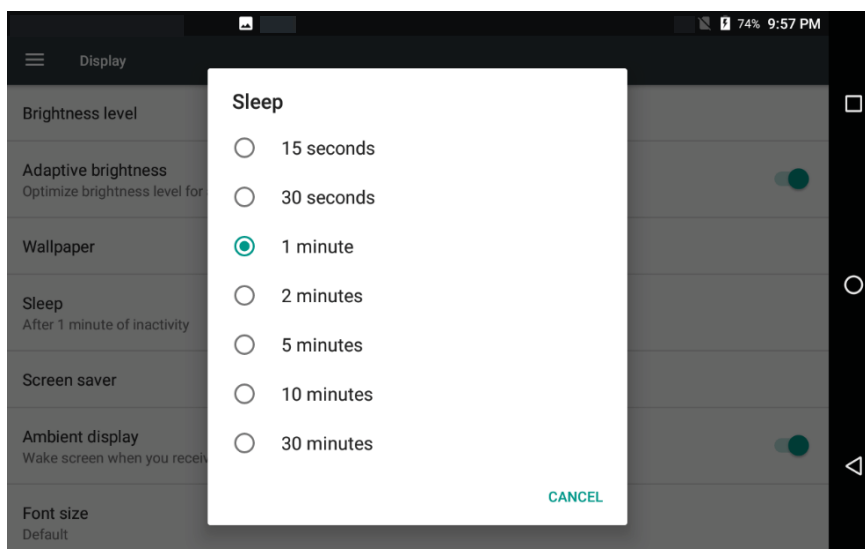 74% 9:57 PM
Display
Brightness level
Adaptive brightness
Optimize brightness level for
Wallpaper
Sleep
After 1 minute of inactivity
Screen saver
Ambient display
Wake screen when you receiv
Font size
Default
Sleep
15 seconds
30 seconds
1 minute
2 minutes
5 minutes
10 minutes
30 minutes
CANCEL